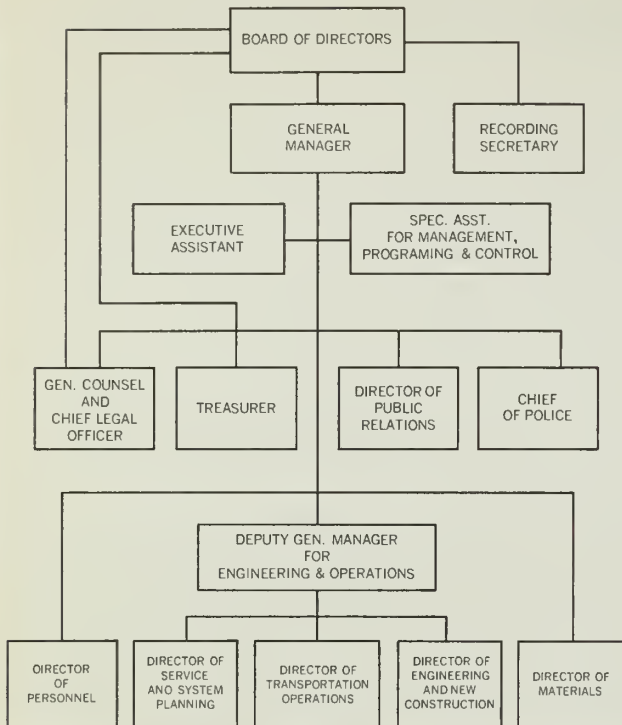 BOARD OF DIRECTORS
GENERAL
MANAGER
RECORDING
SECRETARY
EXECUTIVE
ASSISTANT
SPEC. ASST.
FOR MANAGEMENT,
PROGRAMING & CONTROL
GEN. COUNSEL
AND
CHIEF LEGAL
OFFICER
TREASURER
DIRECTOR OF
PUBLIC
RELATIONS
CHIEF
OF POLICE
DEPUTY GEN. MANAGER
FOR
ENGINEERING & OPERATIONS
DIRECTOR
OF
PERSONNEL
DIRECTOR OF
SERVICE
AND SYSTEM
PLANNING
DIRECTOR OF
TRANSPORTATION
OPERATIONS
DIRECTOR OF
ENGINEERING
AND NEW
CONSTRUCTION
DIRECTOR OF
MATERIALS